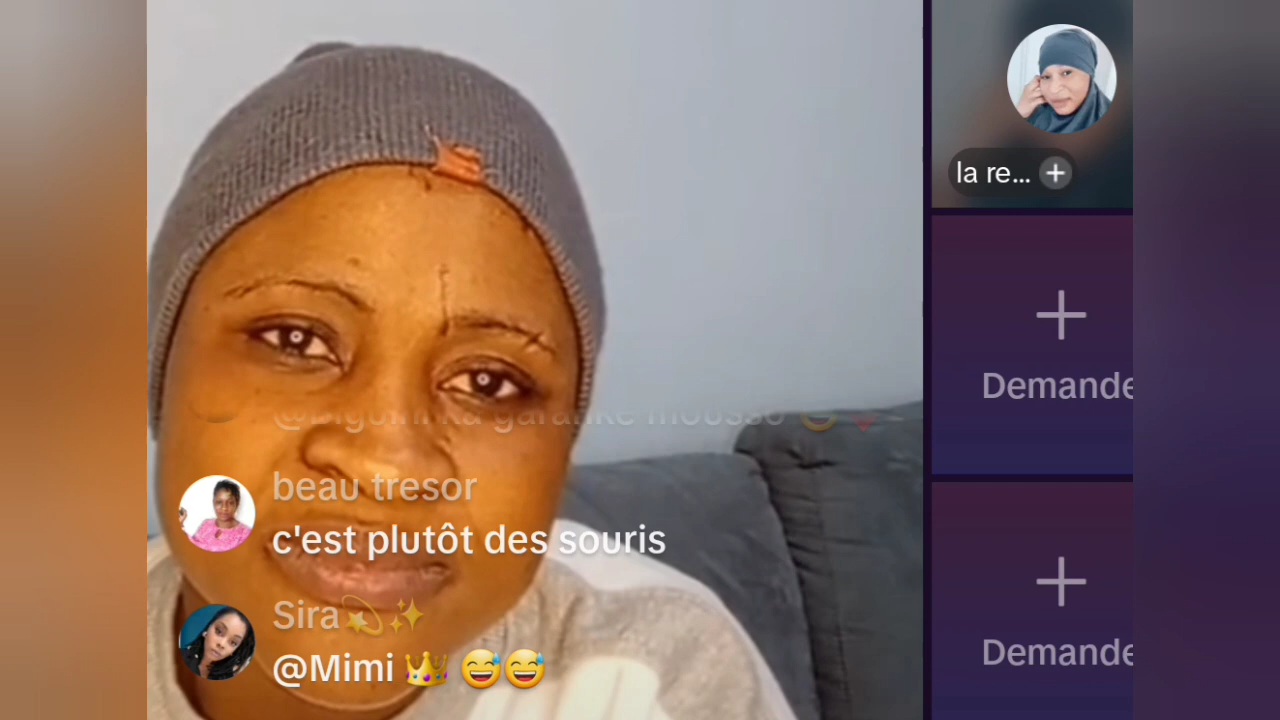 la re...
Demande
beau tresor
c'est plutôt des souris
Demande
Sira💫✨
@Mimi 👑 😅😅